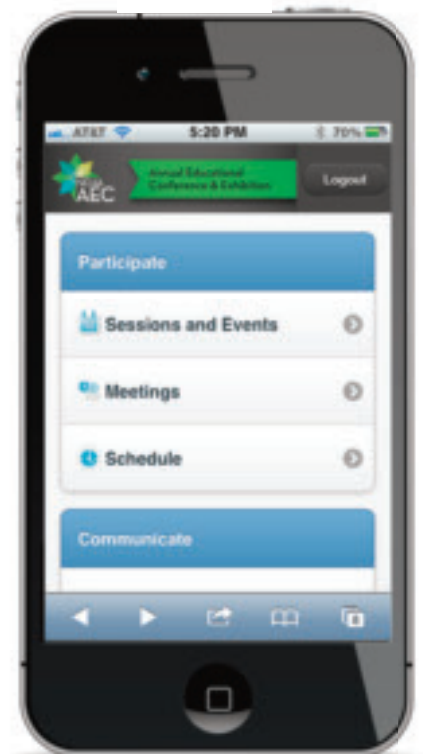 AT&T 5:20 PM 70%
AEC
Annual Educational
Conference & Exhibition
Logout
Participate
Sessions and Events
Meetings
Schedule
Communicate